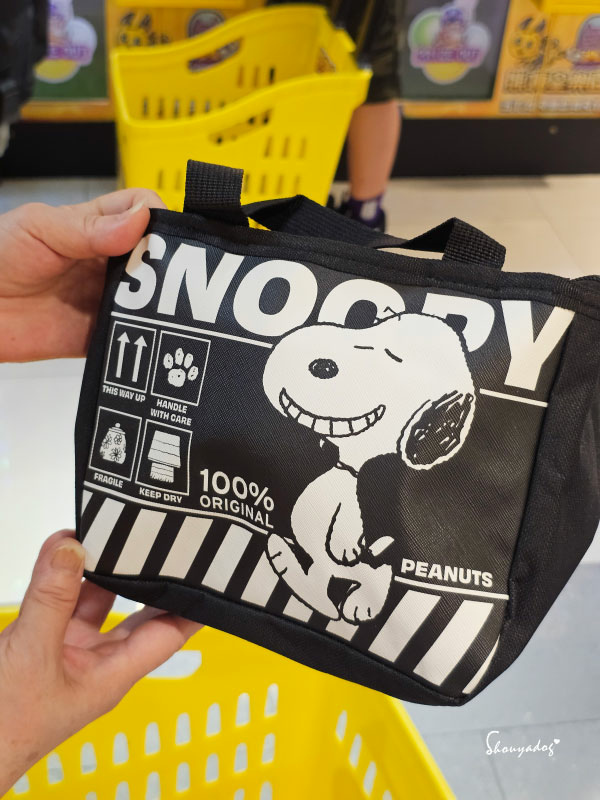 SNOOPY
THIS WAY UP
HANDLE
WITH CARE
FRAGILE
KEEP DRY
100%
ORIGINAL
PEANUTS
Shouyadog